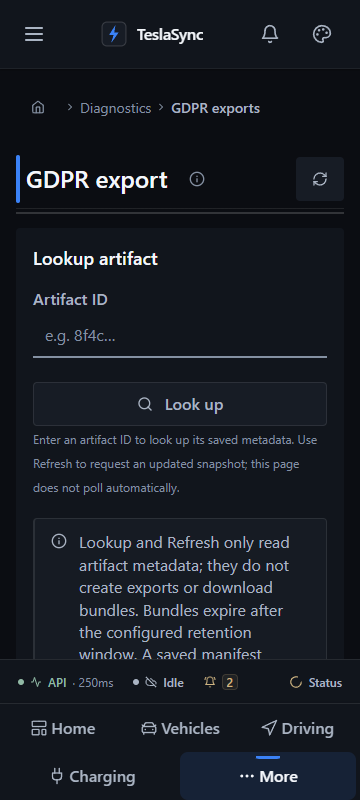 TeslaSync
Diagnostics
GDPR exports
GDPR export
Lookup artifact
Artifact ID
e.g. 8f4c...
Look up
Enter an artifact ID to look up its saved metadata. Use
Refresh to request an updated snapshot; this page
does not poll automatically.
Lookup and Refresh only read
artifact metadata; they do not
create exports or download
bundles. Bundles expire after
the configured retention
window. A saved manifest
API · 250ms
Idle
2
Status
Home
Vehicles
Driving
Charging
More